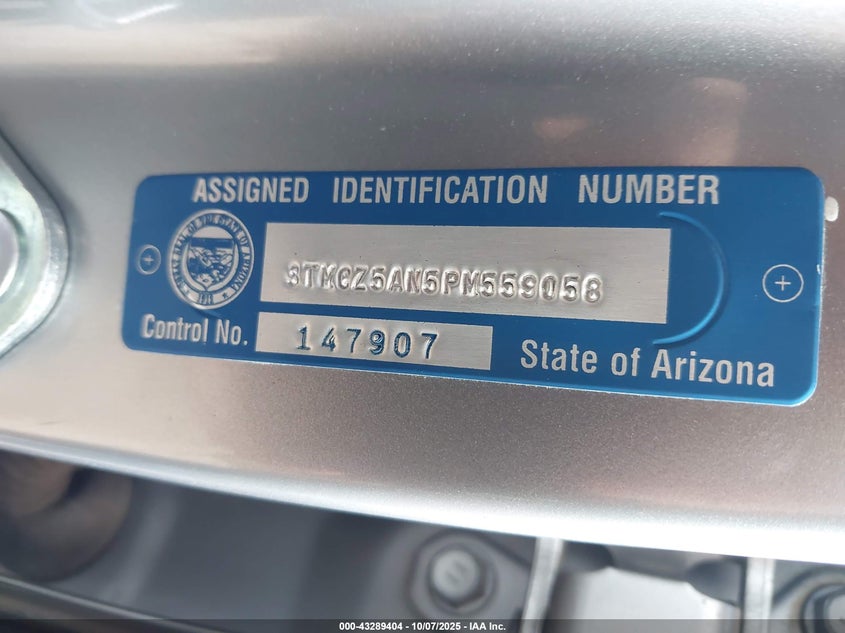 ASSIGNED IDENTIFICATION NUMBER
3TMCZ5AN5PM559058
Control No. 147907
State of Arizona
000-43289404 - 10/07/2025 - IAA Inc.